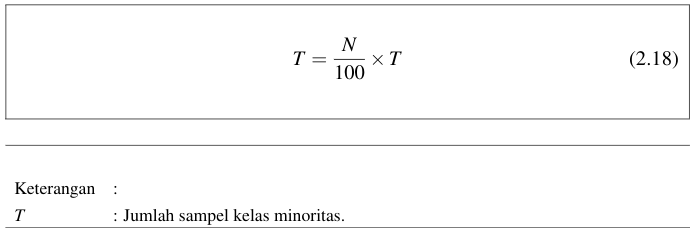 T = N/100 × T (2.18)
Keterangan :
T : Jumlah sampel kelas minoritas.